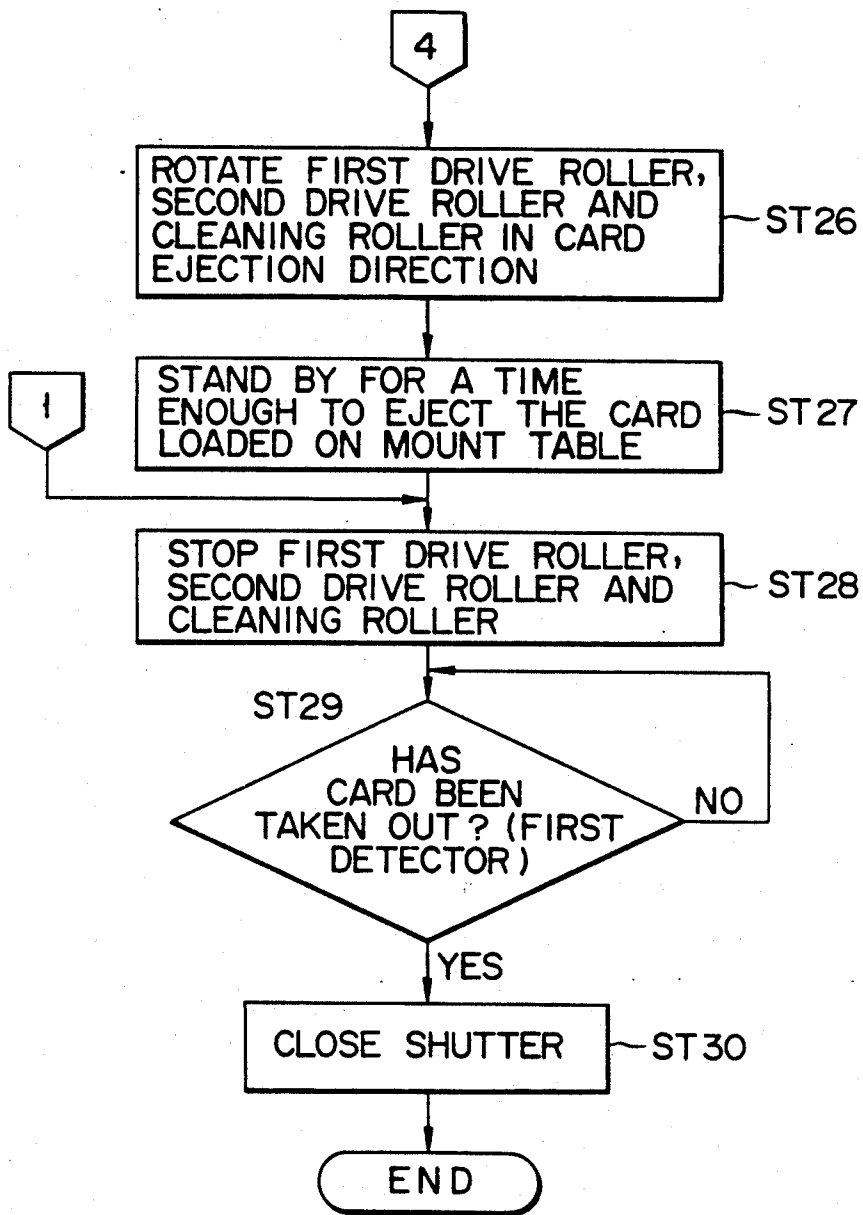 4
ROTATE FIRST DRIVE ROLLER,
SECOND DRIVE ROLLER AND
CLEANING ROLLER IN CARD
EJECTION DIRECTION
ST26
STAND BY FOR A TIME
ENOUGH TO EJECT THE CARD
LOADED ON MOUNT TABLE
ST27
1
STOP FIRST DRIVE ROLLER,
SECOND DRIVE ROLLER AND
CLEANING ROLLER
ST28
ST29
HAS
CARD BEEN
TAKEN OUT? (FIRST
DETECTOR)
NO
YES
CLOSE SHUTTER
ST30
END